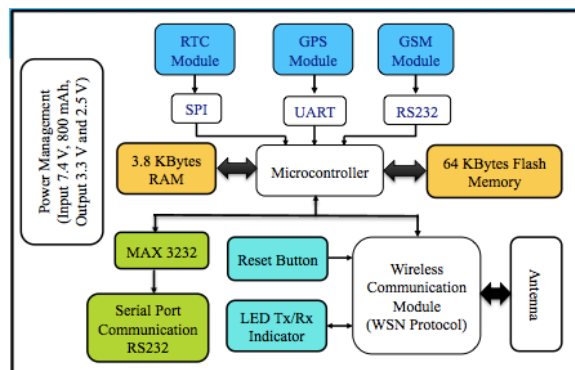 Power Management
(Input 7.4 V, 800 mAh,
Output 3.3 V and 2.5 V)
RTC
Module
GPS
Module
GSM
Module
SPI
UART
RS232
3.8 KBytes
RAM
Microcontroller
64 KBytes Flash
Memory
MAX 3232
Reset Button
Wireless
Communication
Module
(WSN Protocol)
Antenna
Serial Port
Communication
RS232
LED Tx/Rx
Indicator